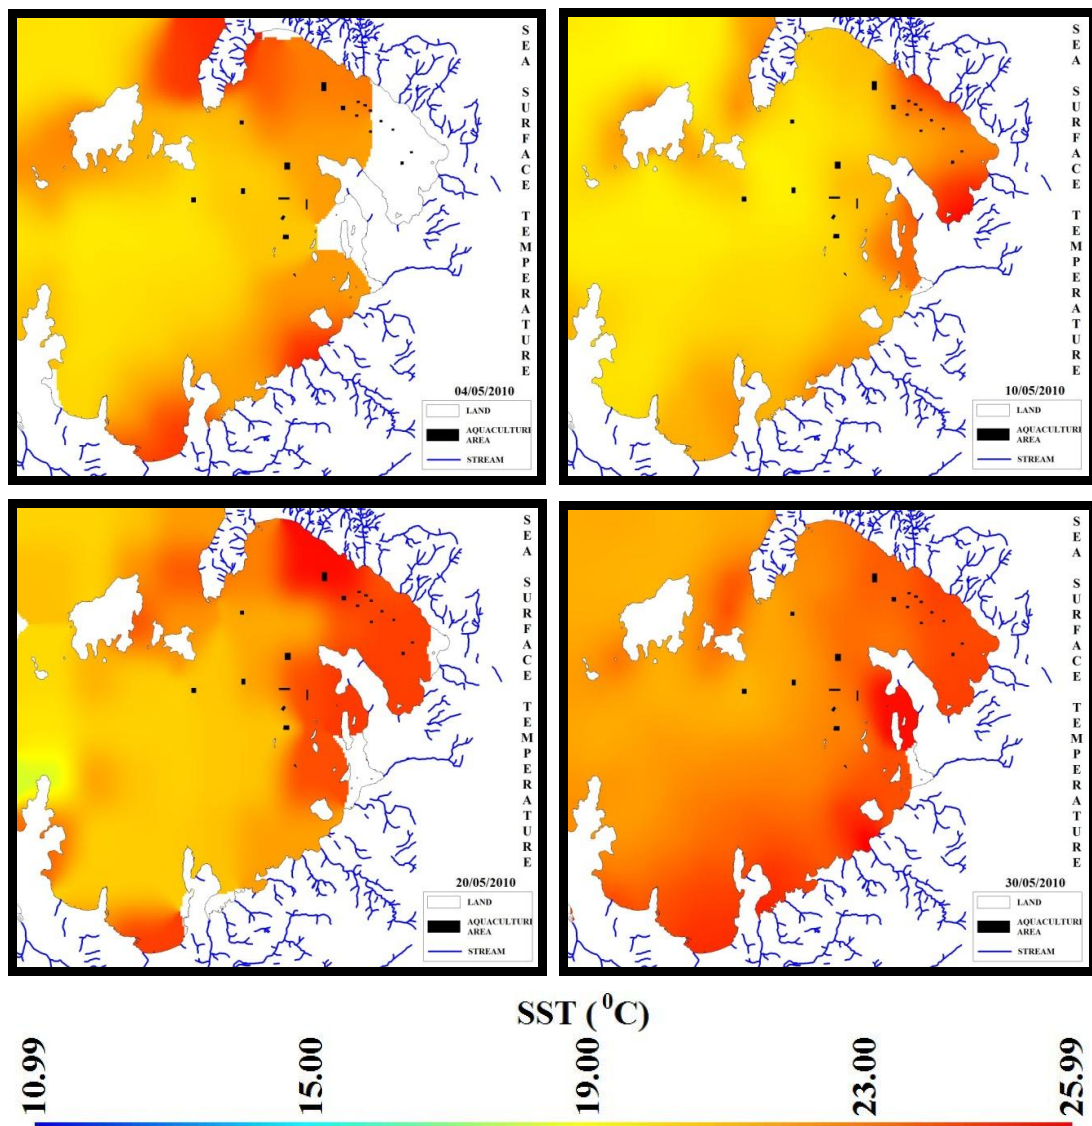 SEA SURFACE TEMPERATURE
04/05/2010
LAND
AQUACULTURE
AREA
STREAM
SEA SURFACE TEMPERATURE
10/05/2010
LAND
AQUACULTURE
AREA
STREAM
SEA SURFACE TEMPERATURE
20/05/2010
LAND
AQUACULTURE
AREA
STREAM
SEA SURFACE TEMPERATURE
30/05/2010
LAND
AQUACULTURE
AREA
STREAM
SST (⁰C)
10.99 15.00 19.00 23.00 25.99